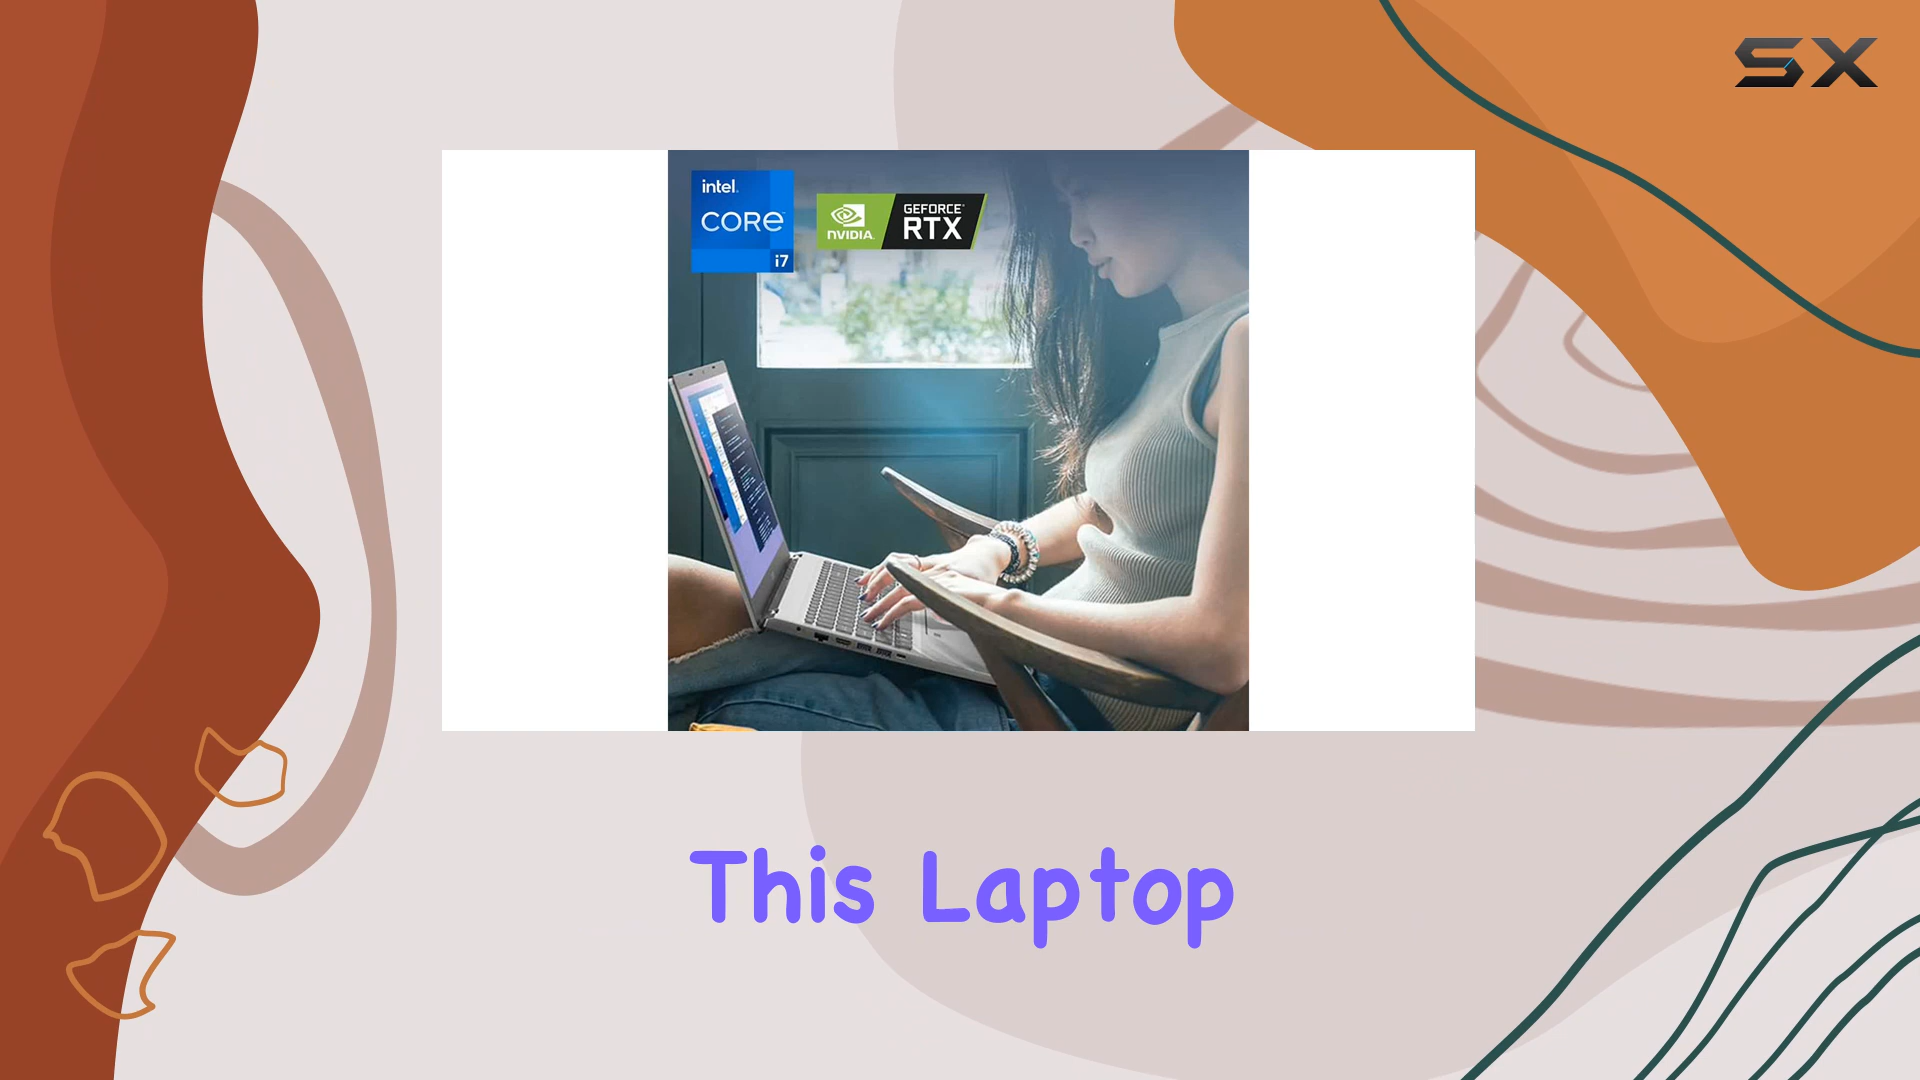 SX
intel.
CORE
i7
NVIDIA.
GEFORCE
RTX
This Laptop